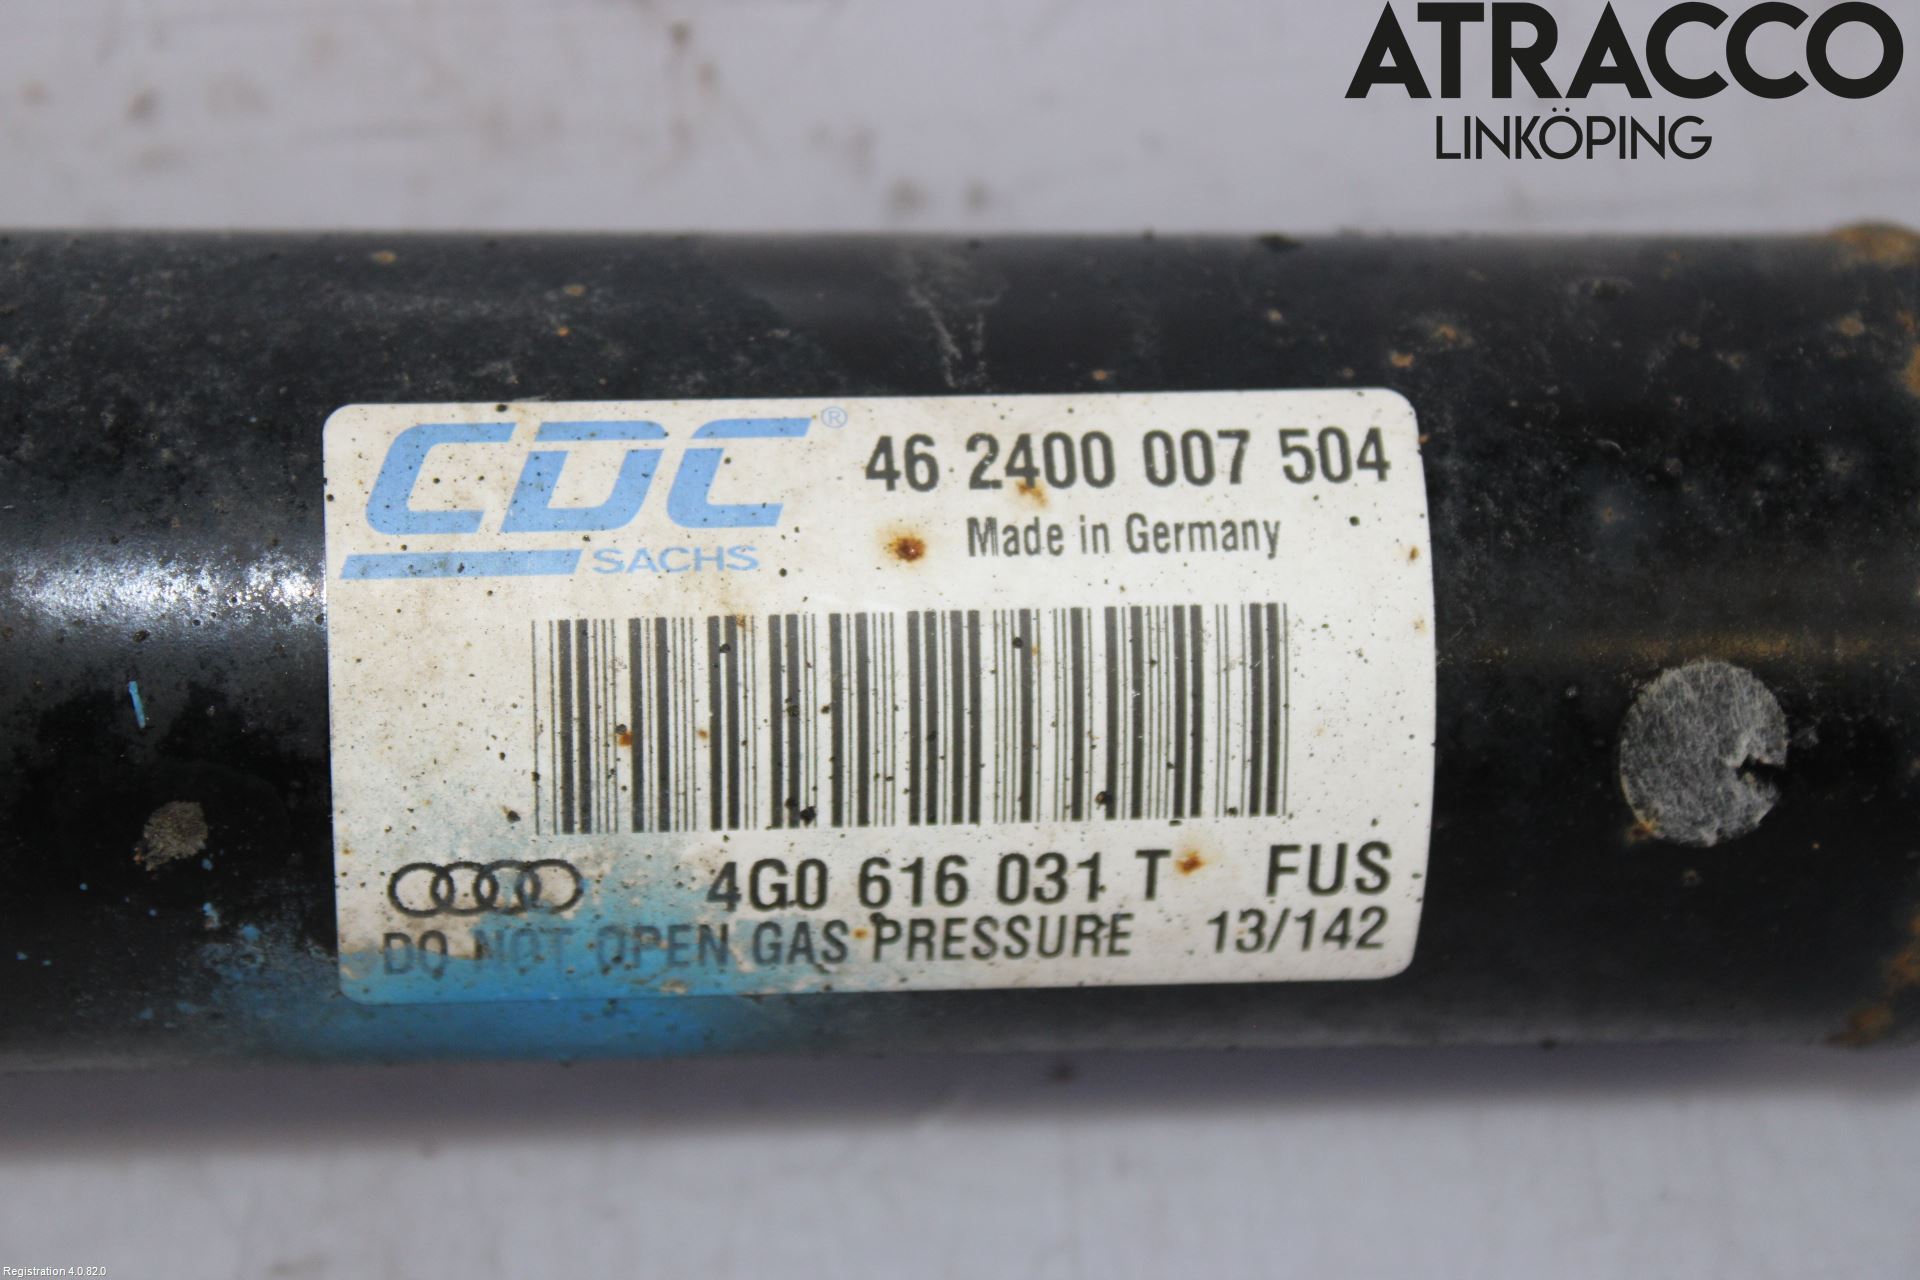 ATRACCO
LINKÖPING
CDC®
SACHS
46 2400 007 504
Made in Germany
4G0 616 031 T FUS
DO NOT OPEN GAS PRESSURE 13/142
Registration 4.0.82.0